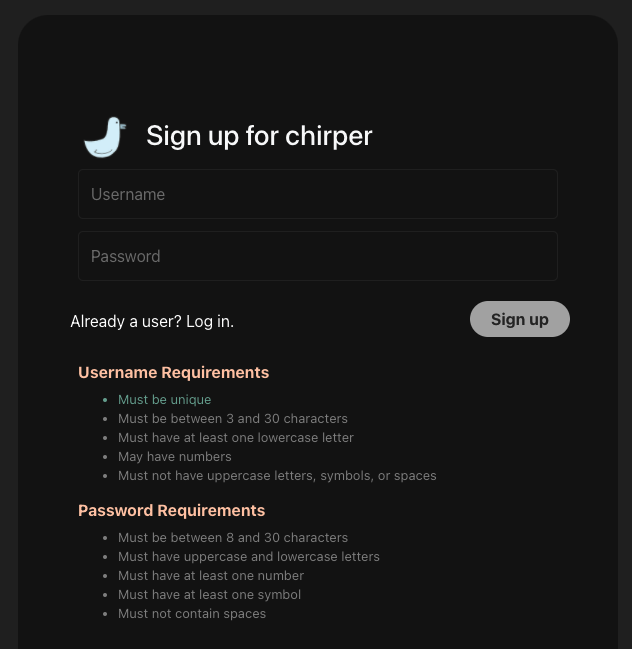 Sign up for chirper
Username
Password
Already a user? Log in.
Sign up
Username Requirements
Must be unique
Must be between 3 and 30 characters
Must have at least one lowercase letter
May have numbers
Must not have uppercase letters, symbols, or spaces
Password Requirements
Must be between 8 and 30 characters
Must have uppercase and lowercase letters
Must have at least one number
Must have at least one symbol
Must not contain spaces